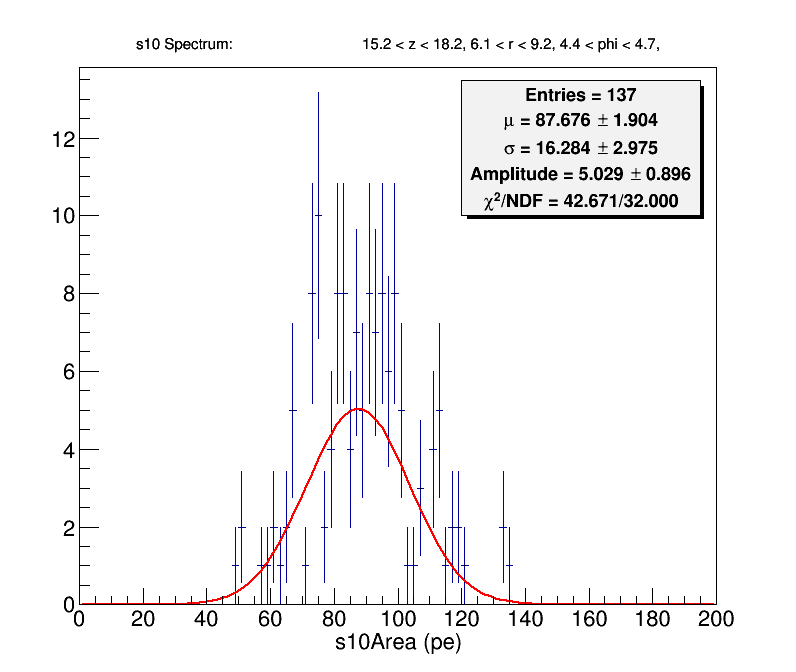 s10 Spectrum: 15.2 < z < 18.2, 6.1 < r < 9.2, 4.4 < phi < 4.7,
Entries = 137
μ = 87.676 ± 1.904
σ = 16.284 ± 2.975
Amplitude = 5.029 ± 0.896
χ²/NDF = 42.671/32.000
12
10
8
6
4
2
0
0 20 40 60 80 100 120 140 160 180 200
s10Area (pe)